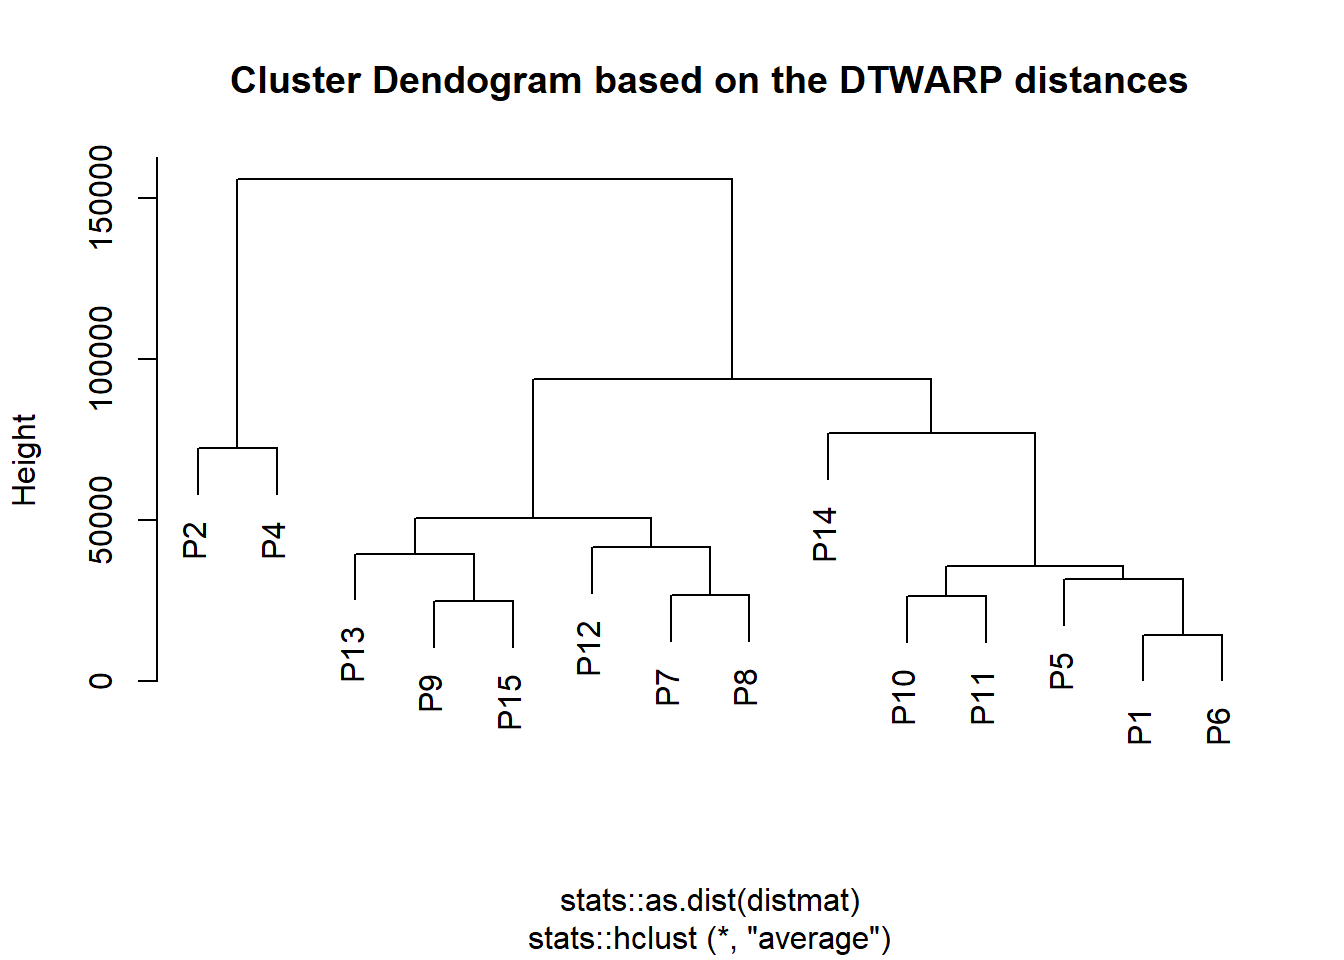 Cluster Dendogram based on the DTWARP distances
Height
150000
100000
50000
0
P2
P4
P13
P9
P15
P12
P7
P8
P14
P10
P11
P5
P1
P6
stats::as.dist(distmat)
stats::hclust (*, "average")